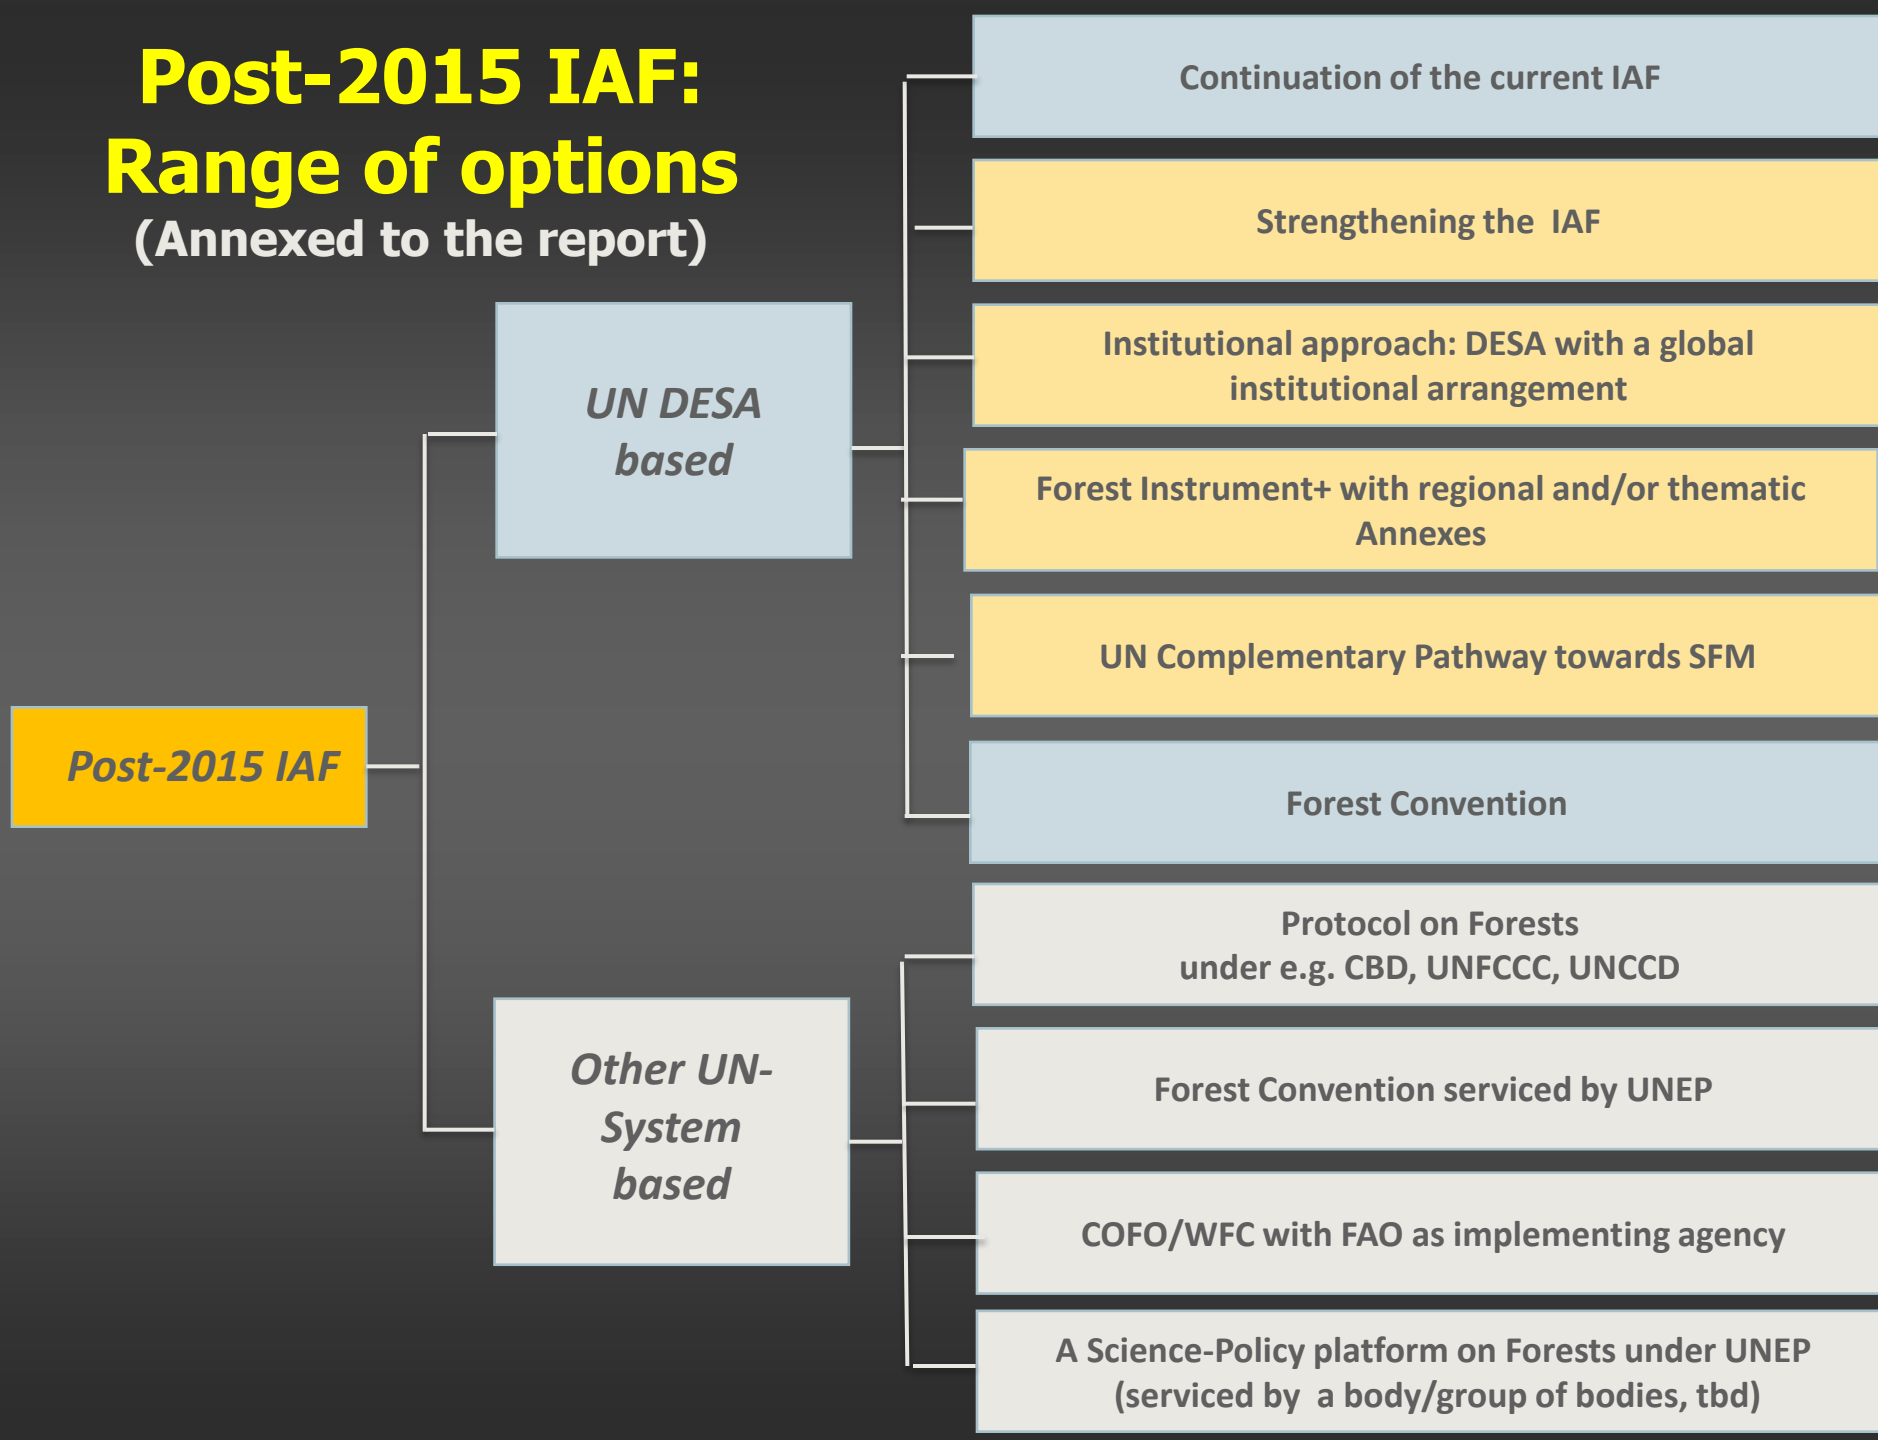 Post-2015 IAF:
Range of options
(Annexed to the report)
Post-2015 IAF
UN DESA
based
Continuation of the current IAF
Strengthening the  IAF
Institutional approach: DESA with a global
institutional arrangement
Forest Instrument+ with regional and/or thematic
Annexes
UN Complementary Pathway towards SFM
Forest Convention
Other UN-
System
based
Protocol on Forests
under e.g. CBD, UNFCCC, UNCCD
Forest Convention serviced by UNEP
COFO/WFC with FAO as implementing agency
A Science-Policy platform on Forests under UNEP
(serviced by  a body/group of bodies, tbd)